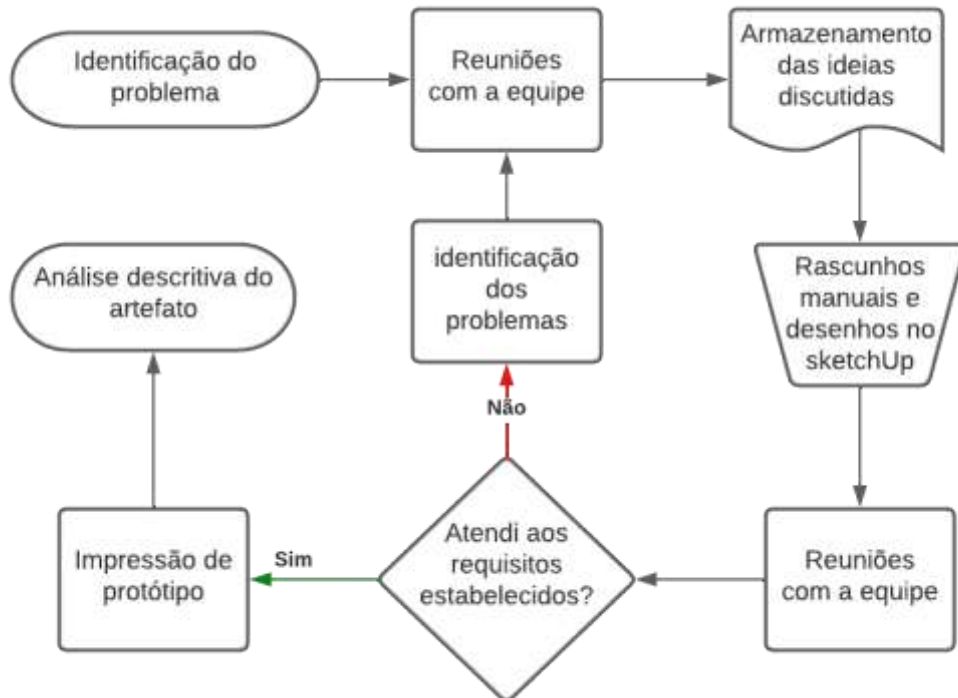 Identificação do
problema
Reuniões
com a equipe
Armazenamento
das ideias
discutidas
Análise descritiva do
artefato
identificação
dos
problemas
Rascunhos
manuais e
desenhos no
sketchUp
Não
Impressão de
protótipo
Sim
Atendi aos
requisitos
estabelecidos?
Reuniões
com a equipe